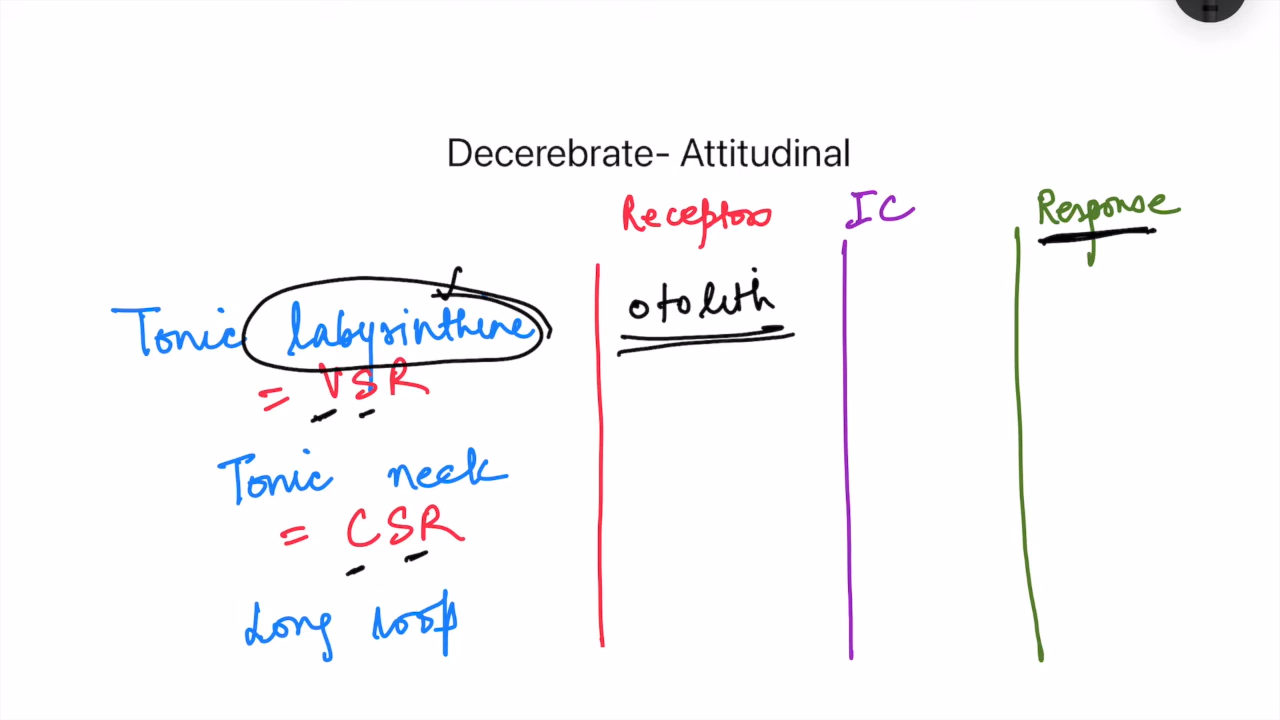 Decerebrate- Attitudinal
Receptors IC Response
Tonic labyrinthine otolith
= VSR
Tonic neck
= CSR
Long loop